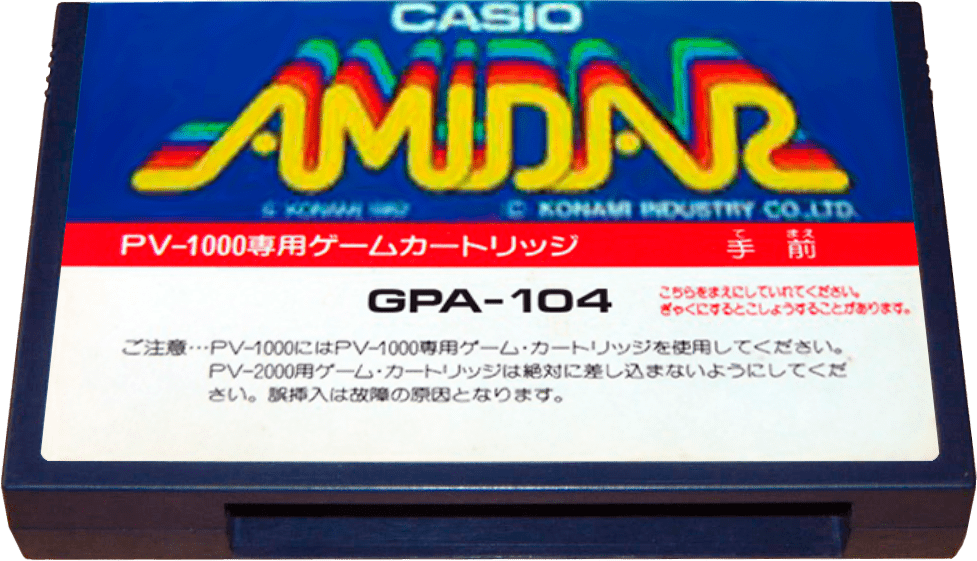 CASIO
AMIDAR
© KONAMI 1982 © KONAMI INDUSTRY CO.,LTD.
PV-1000専用ゲームカートリッジ
て まえ
手前
GPA-104
こちらをまえにしていれてください。
ぎゃくにするとこしょうすることがあります。
ご注意…PV-1000にはPV-1000専用ゲーム・カートリッジを使用してください。
PV-2000用ゲーム・カートリッジは絶対に差し込まないようにしてくだ
さい。誤挿入は故障の原因となります。